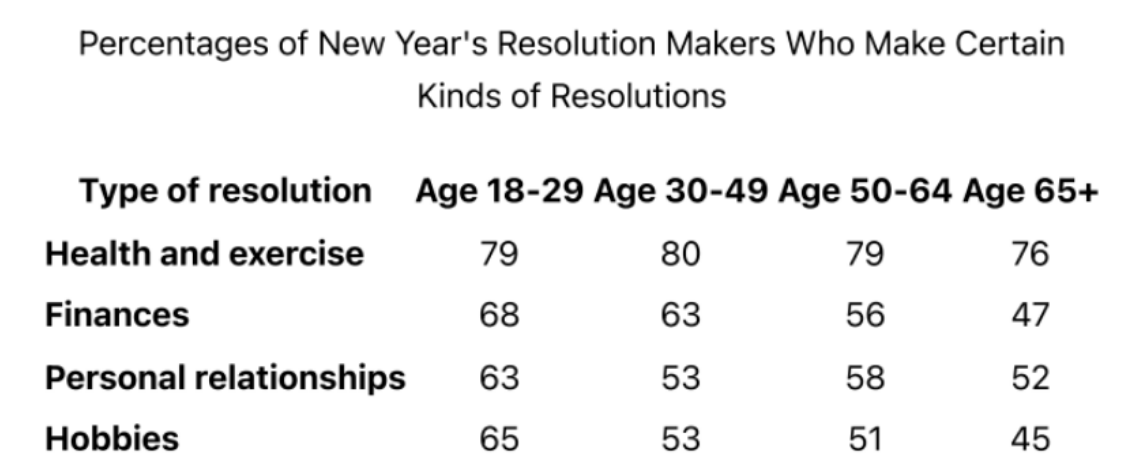 Percentages of New Year's Resolution Makers Who Make Certain
Kinds of Resolutions
Type of resolution Age 18-29 Age 30-49 Age 50-64 Age 65+
Health and exercise 79 80 79 76
Finances 68 63 56 47
Personal relationships 63 53 58 52
Hobbies 65 53 51 45